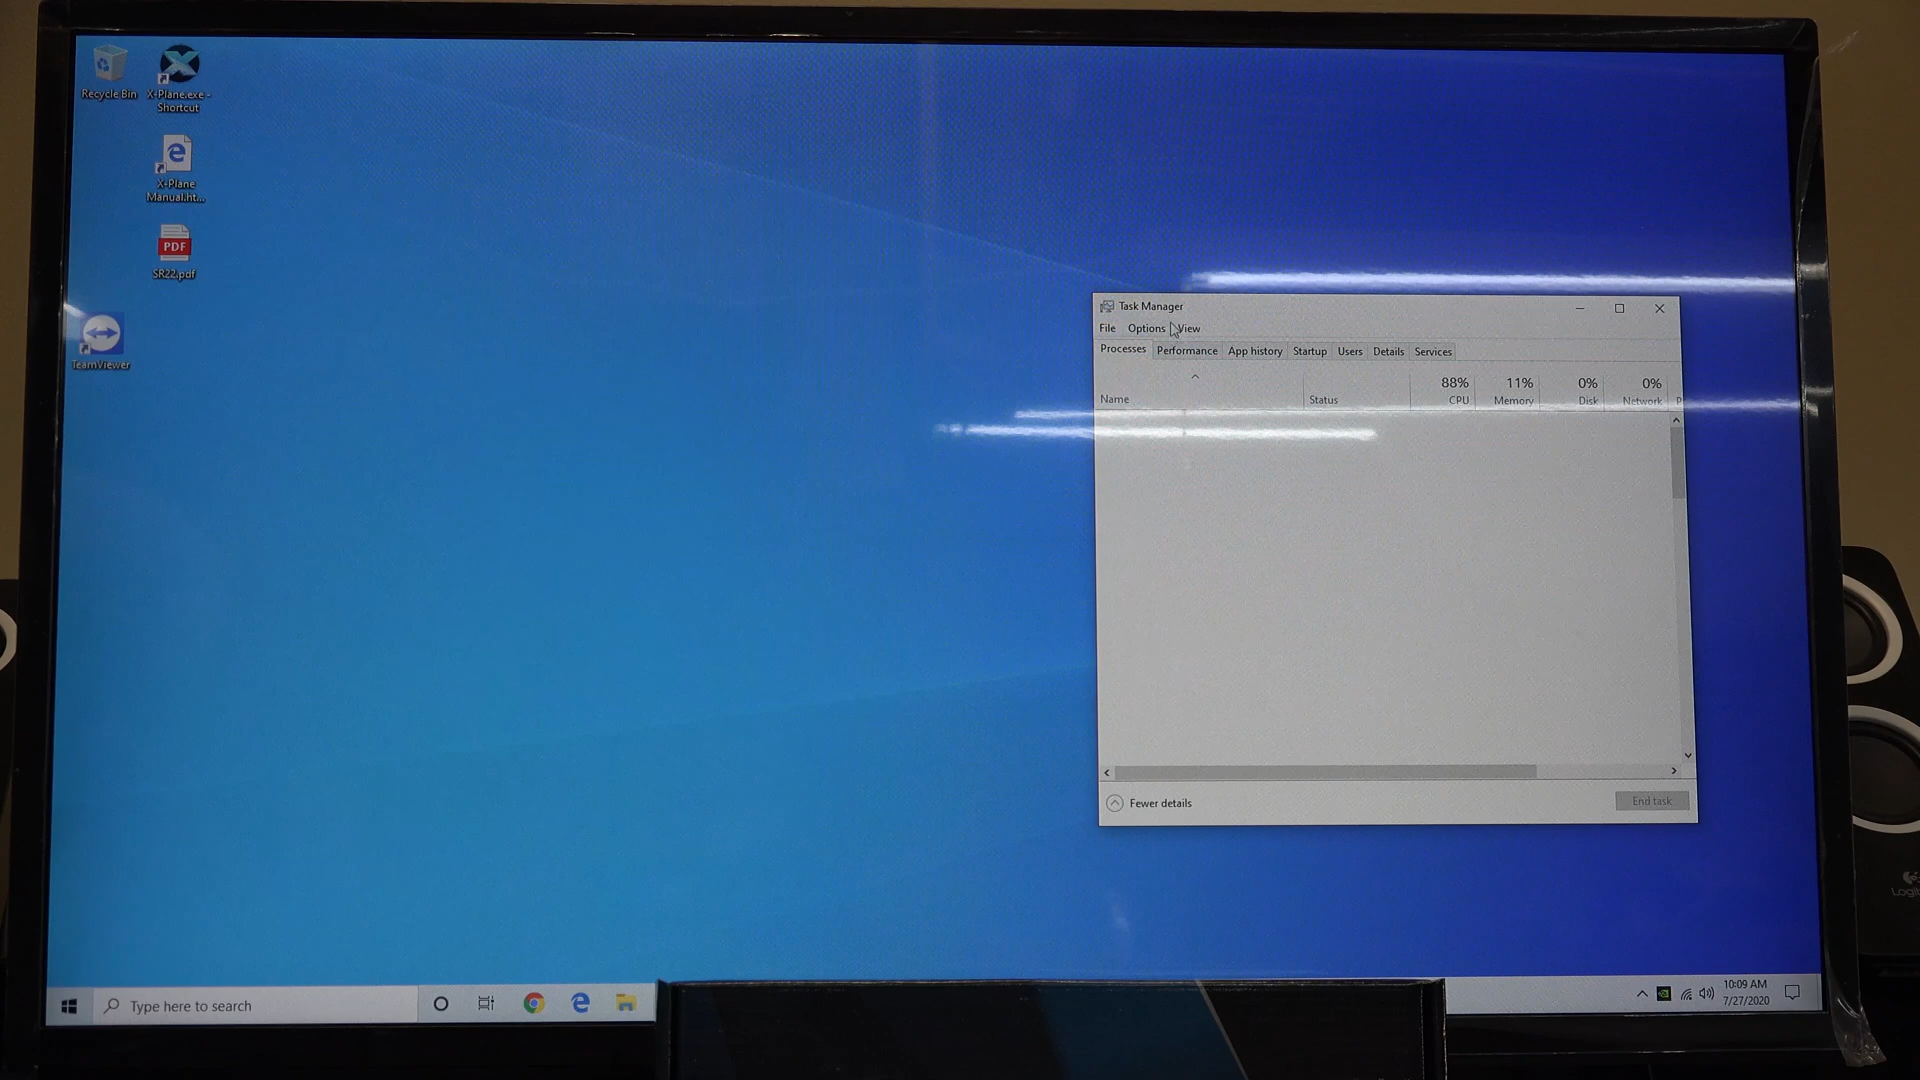 Recycle Bin
X-Plane.exe -
Shortcut
X-Plane
Manual.ht...
PDF
SR22.pdf
TeamViewer
Task Manager
File Options View
Processes Performance App history Startup Users Details Services
88% 11% 0% 0%
Name Status CPU Memory Disk Network P
Fewer details
End task
Type here to search
10:09 AM
7/27/2020